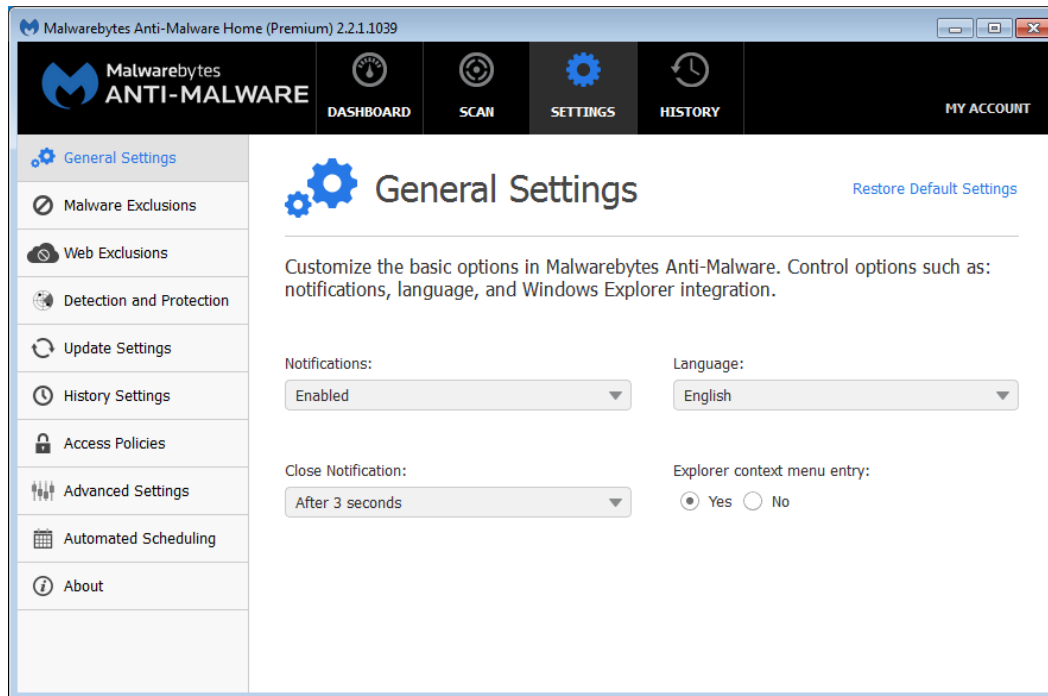 Malwarebytes Anti-Malware Home (Premium) 2.2.1.1039
Malwarebytes
ANTI-MALWARE
DASHBOARD
SCAN
SETTINGS
HISTORY
MY ACCOUNT
General Settings
Malware Exclusions
Web Exclusions
Detection and Protection
Update Settings
History Settings
Access Policies
Advanced Settings
Automated Scheduling
About
General Settings
Restore Default Settings
Customize the basic options in Malwarebytes Anti-Malware. Control options such as:
notifications, language, and Windows Explorer integration.
Notifications:
Enabled
Language:
English
Close Notification:
After 3 seconds
Explorer context menu entry:
Yes No